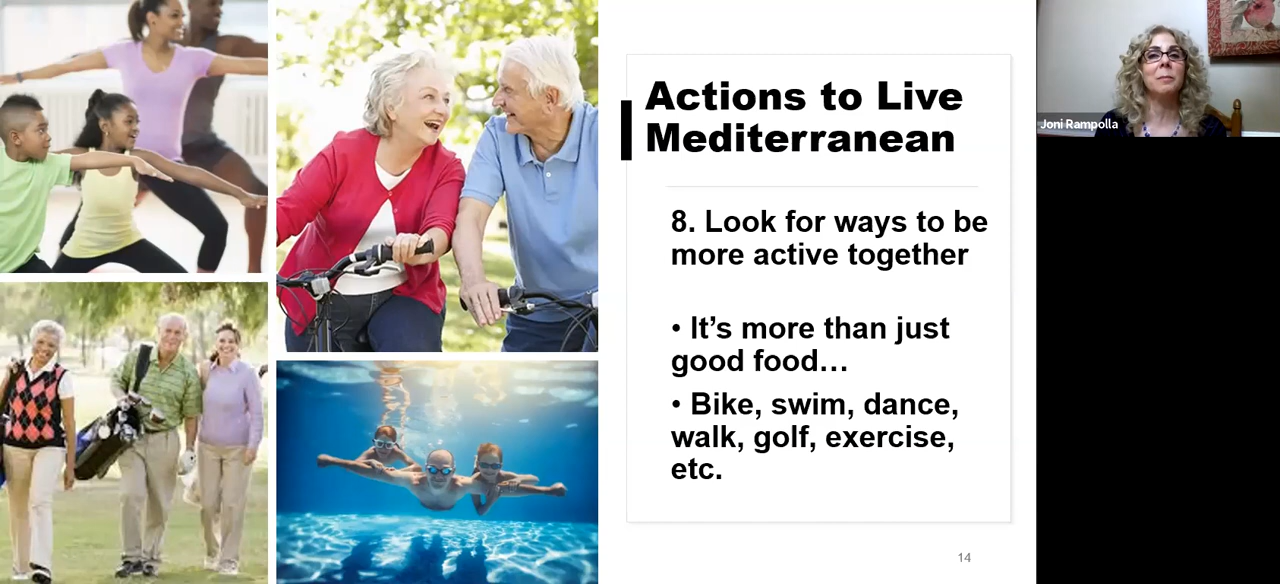 Actions to Live
Mediterranean
8. Look for ways to be
more active together
• It’s more than just
good food…
• Bike, swim, dance,
walk, golf, exercise,
etc.
14
Joni Rampolla